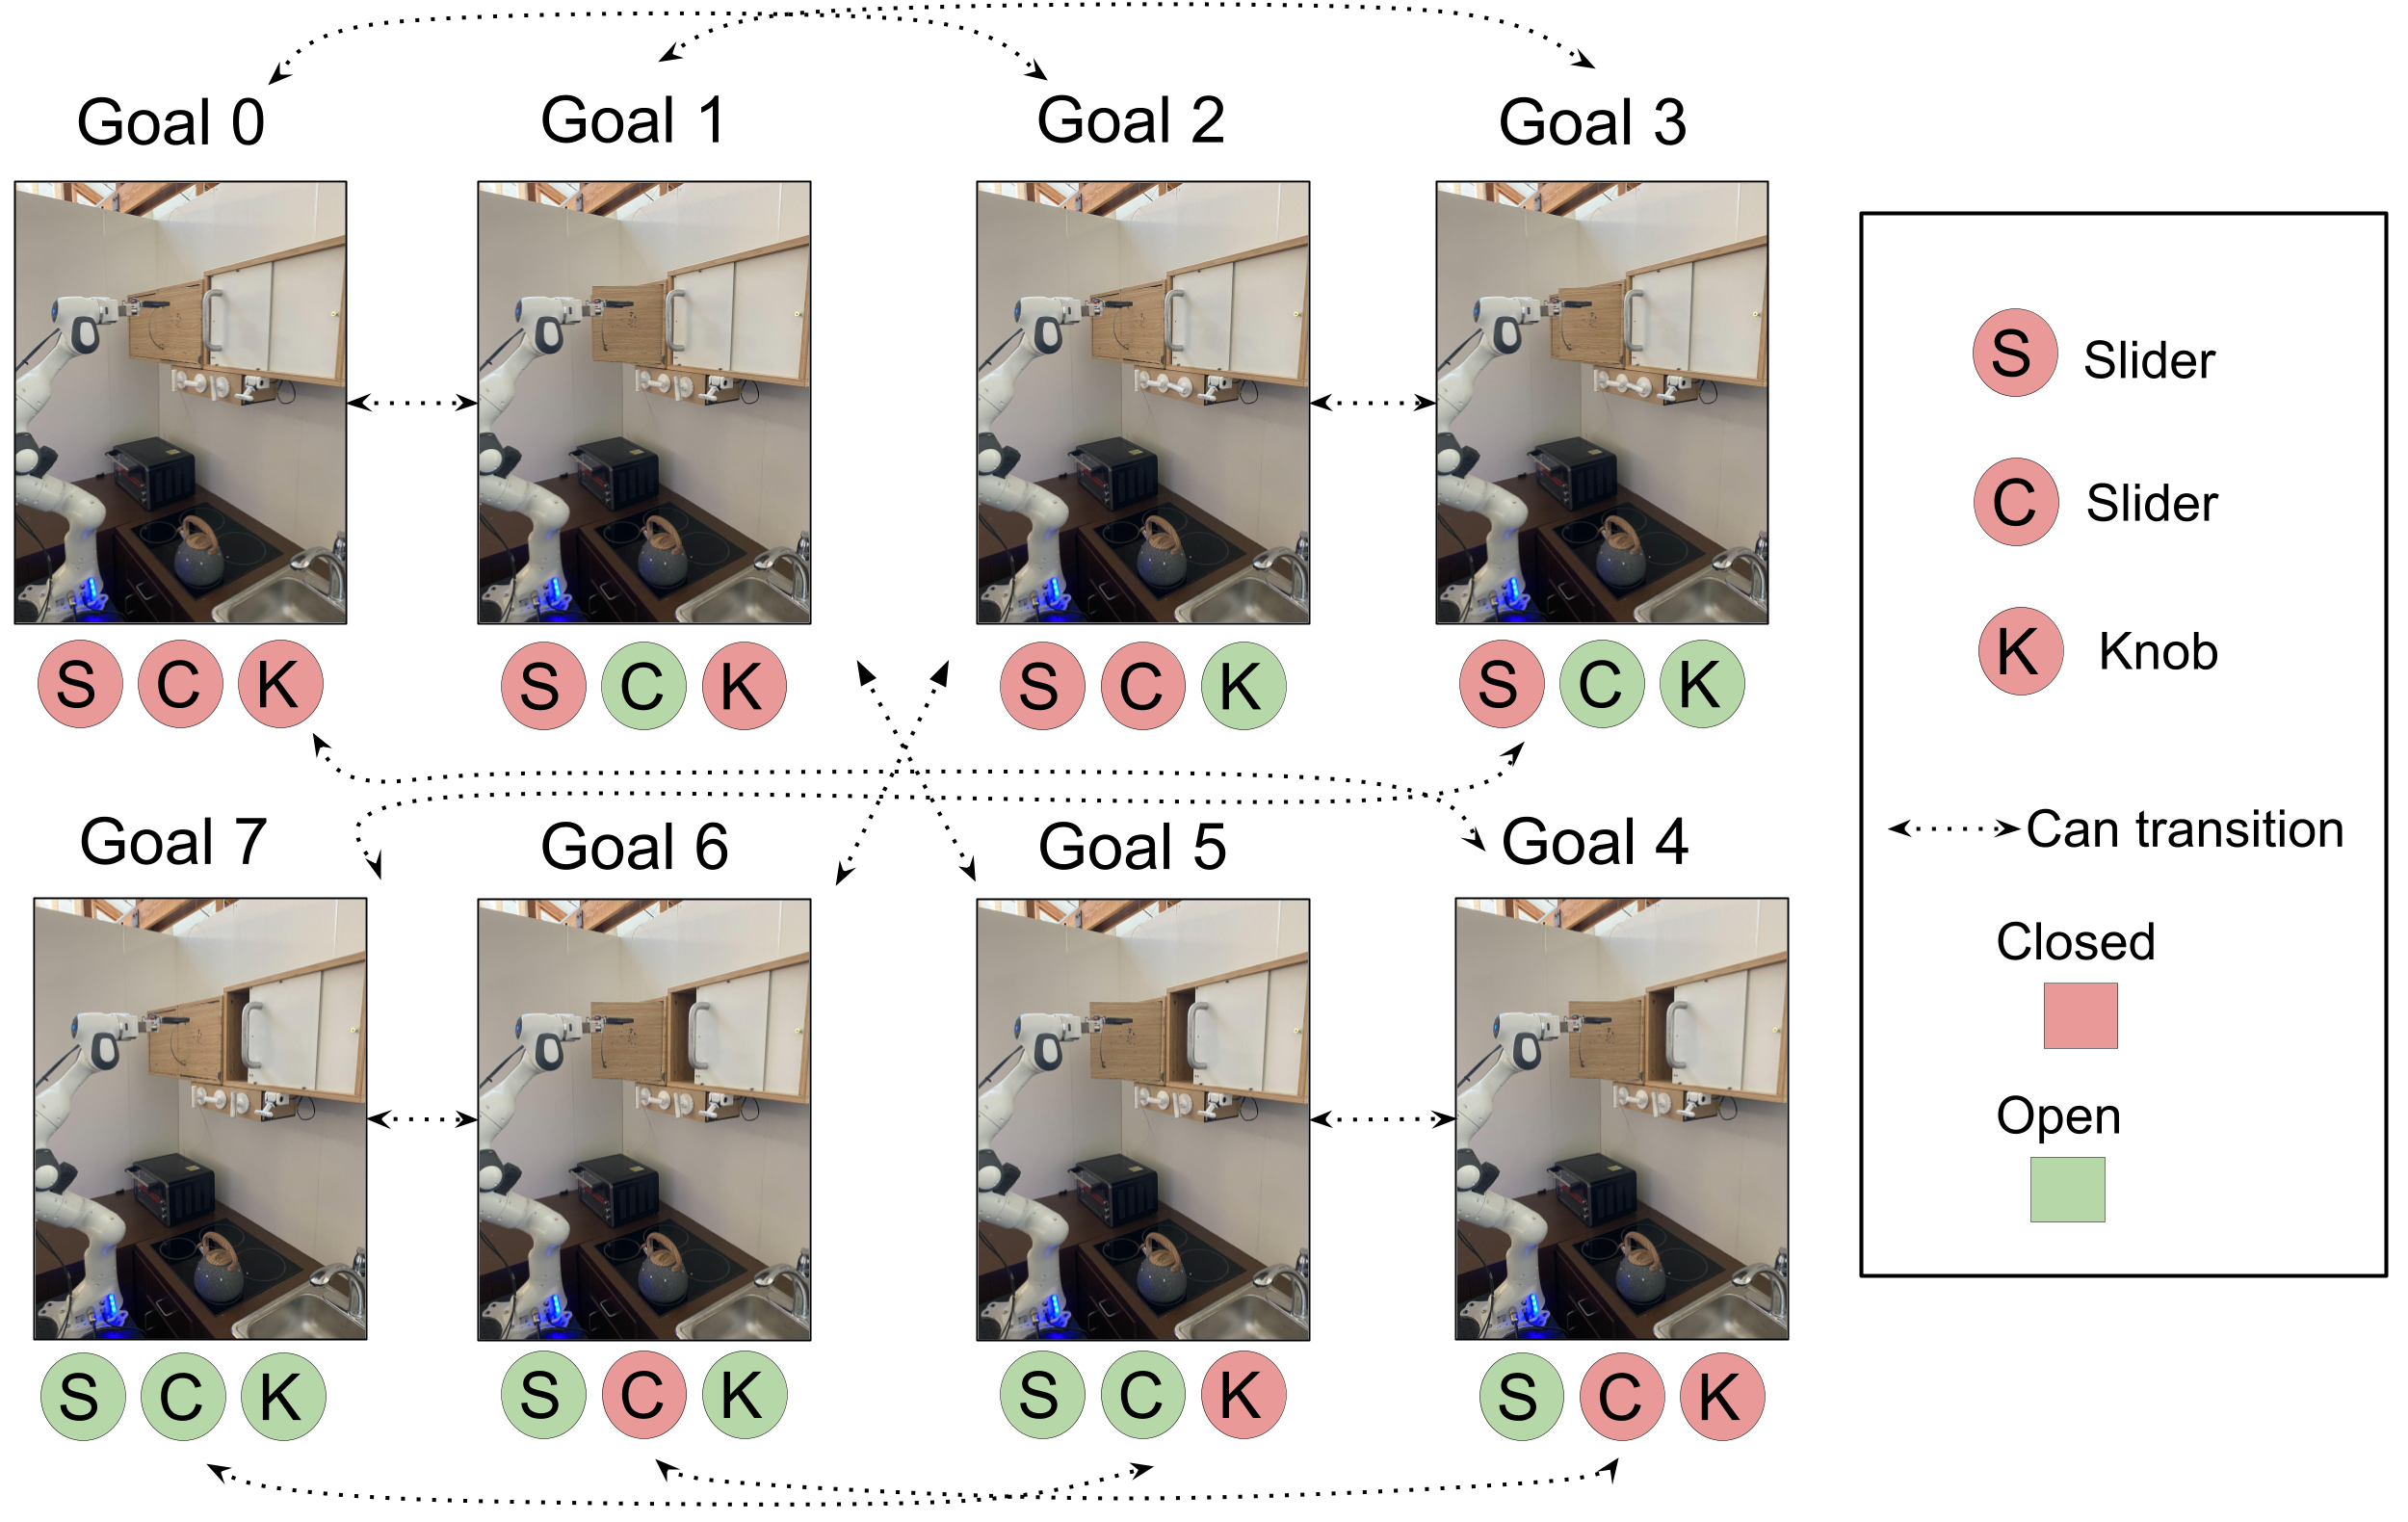 Goal 0
Goal 1
Goal 2
Goal 3
S C K
S C K
S C K
S C K
Goal 7
Goal 6
Goal 5
Goal 4
S C K
S C K
S C K
S C K
S Slider
C Slider
K Knob
Can transition
Closed
Open